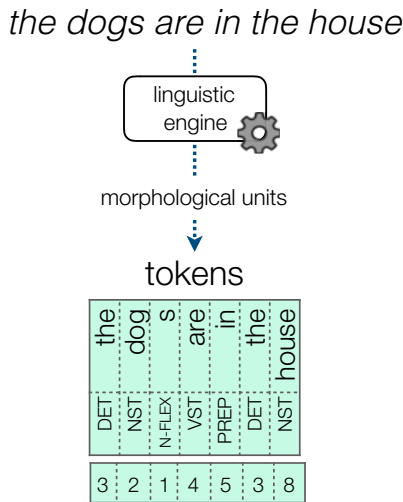 the dogs are in the house
linguistic
engine
morphological units
tokens
the dog s are in the house
DET NST N-FLEX VST PREP DET NST
3 2 1 4 5 3 8